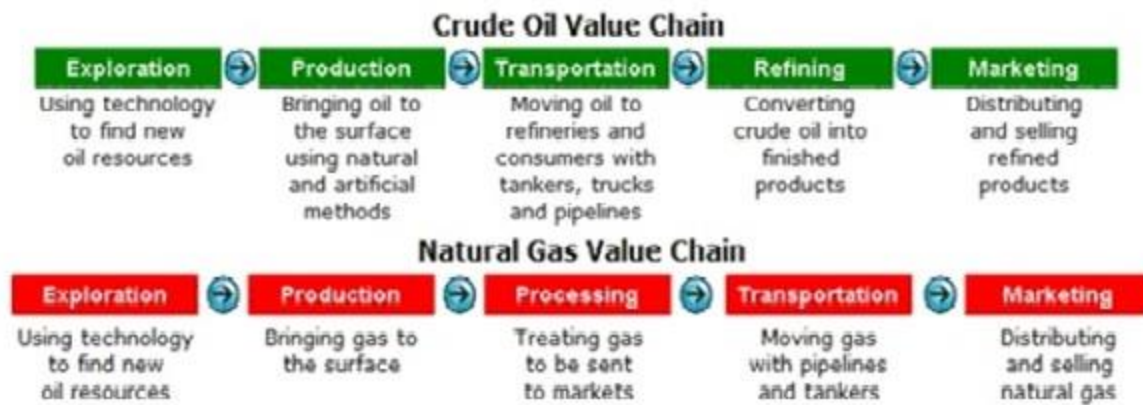 Crude Oil Value Chain
Exploration
Production
Transportation
Refining
Marketing
Using technology
to find new
oil resources
Bringing oil to
the surface
using natural
and artificial
methods
Moving oil to
refineries and
consumers with
tankers, trucks
and pipelines
Converting
crude oil into
finished
products
Distributing
and selling
refined
products
Natural Gas Value Chain
Exploration
Production
Processing
Transportation
Marketing
Using technology
to find new
oil resources
Bringing gas to
the surface
Treating gas
to be sent
to markets
Moving gas
with pipelines
and tankers
Distributing
and selling
natural gas